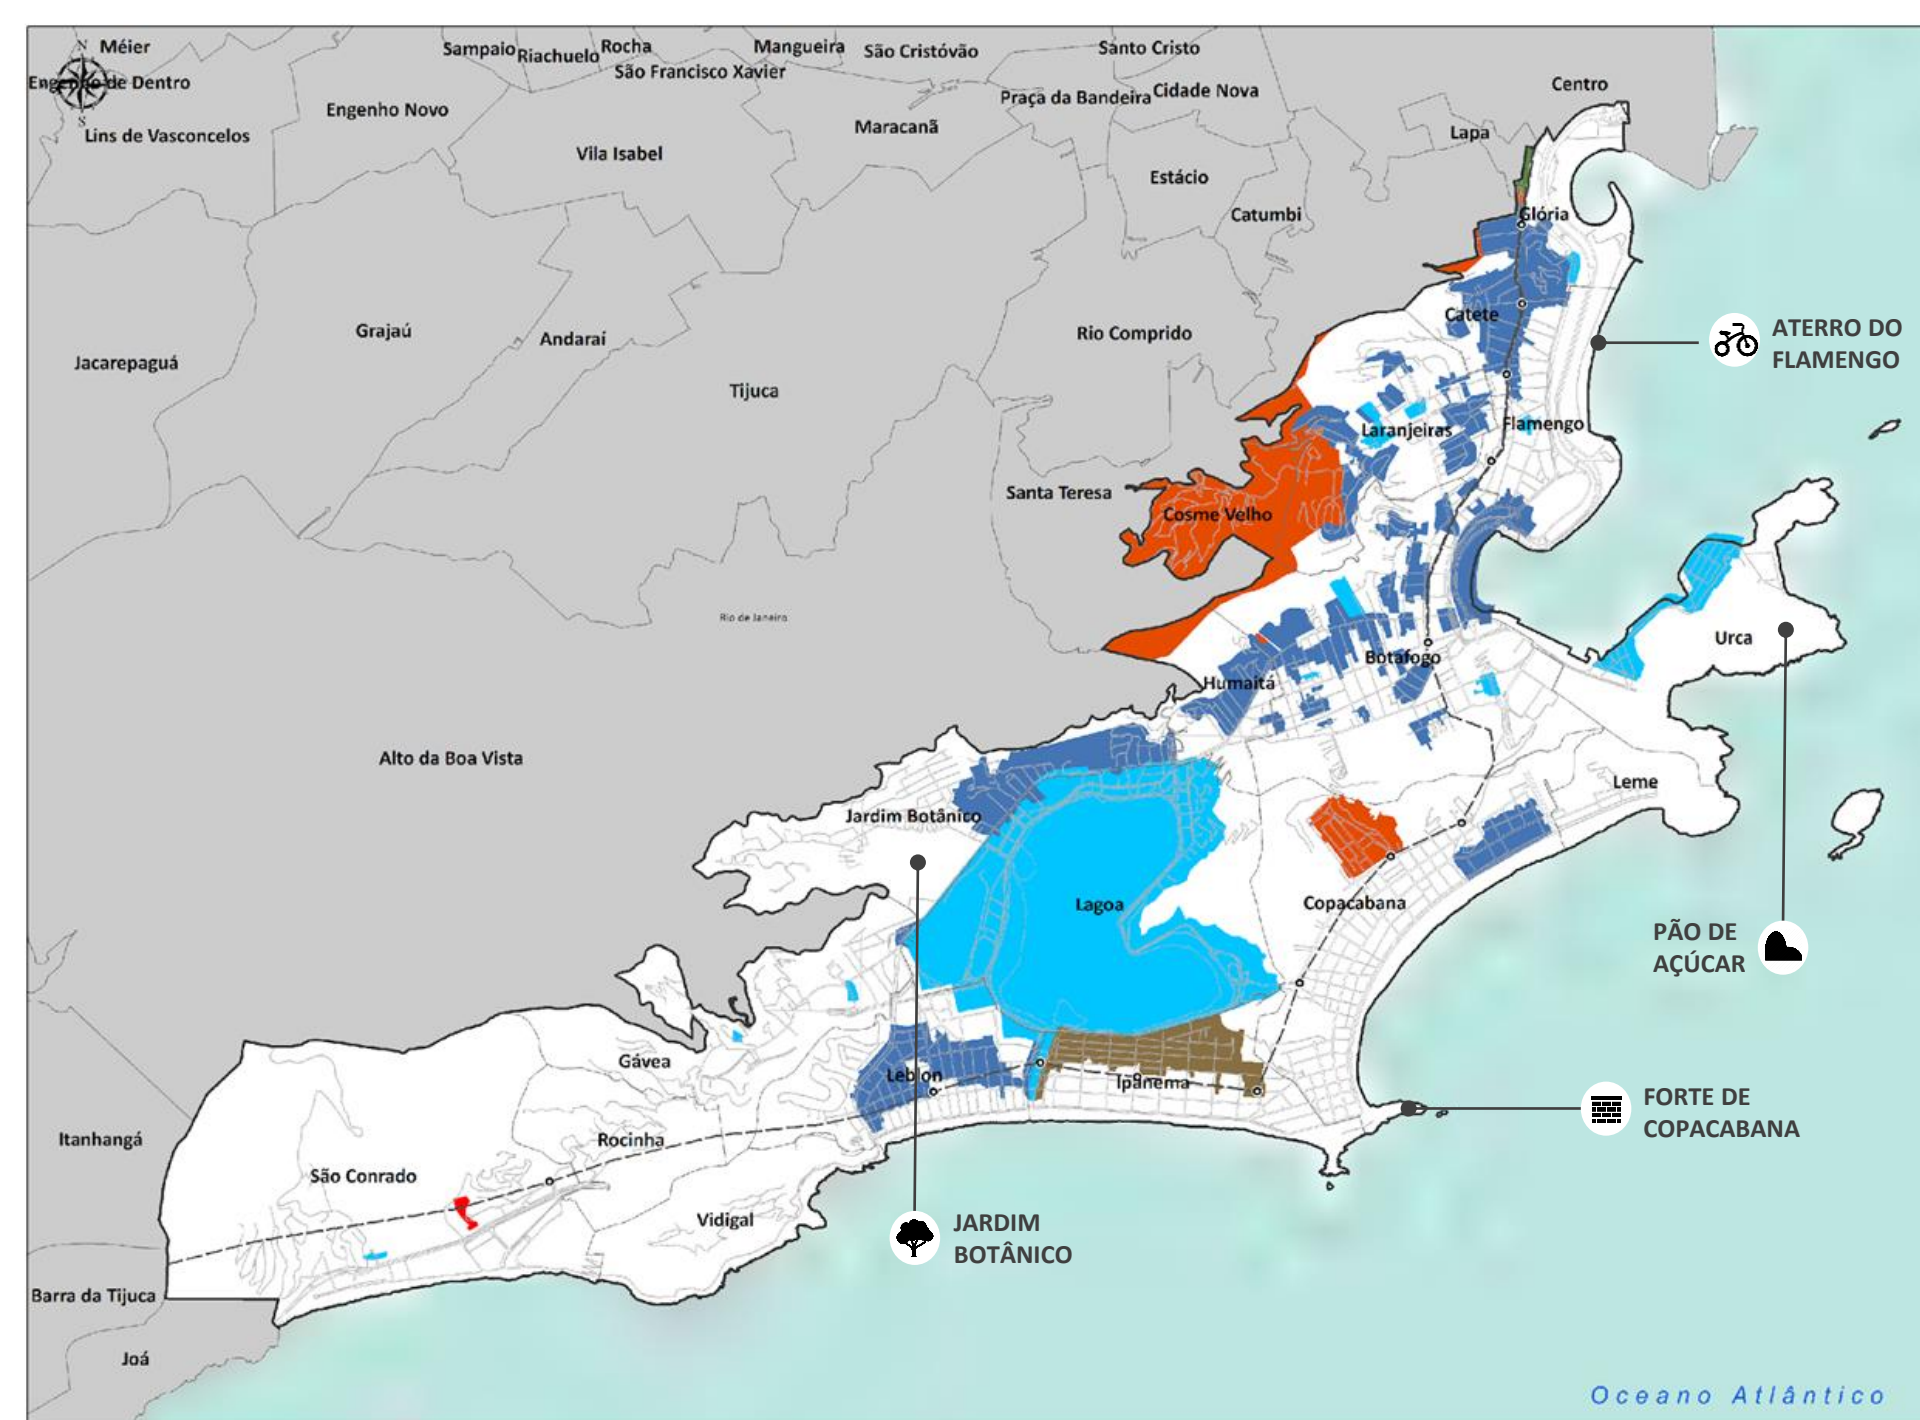 Méier
Sampaio
Riachuelo
Rocha
São Francisco Xavier
Mangueira
São Cristóvão
Santo Cristo
Centro
N
Engenho de Dentro
S
Lins de Vasconcelos
Engenho Novo
Vila Isabel
Maracanã
Praça da Bandeira
Cidade Nova
Lapa
Estácio
Catumbi
Glória
Jacarepaguá
Grajaú
Andaraí
Tijuca
Rio Comprido
Catete
ATERRO DO
FLAMENGO
Laranjeiras
Flamengo
Santa Teresa
Cosme Velho
Rio de Janeiro
Urca
Botafogo
Humaitá
Alto da Boa Vista
Leme
Jardim Botânico
Lagoa
Copacabana
PÃO DE
AÇÚCAR
Gávea
Leblon
Ipanema
FORTE DE
COPACABANA
Itanhangá
Rocinha
São Conrado
Vidigal
JARDIM
BOTÂNICO
Barra da Tijuca
Joá
Oceano Atlântico